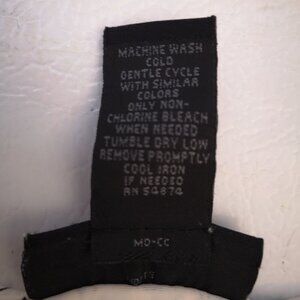 MACHINE WASH
COLD
GENTLE CYCLE
WITH SIMILAR
COLORS
ONLY NON-
CHLORINE BLEACH
WHEN NEEDED
TUMBLE DRY LOW
REMOVE PROMPTLY
COOL IRON
IF NEEDED
RN 54874
MO-CC